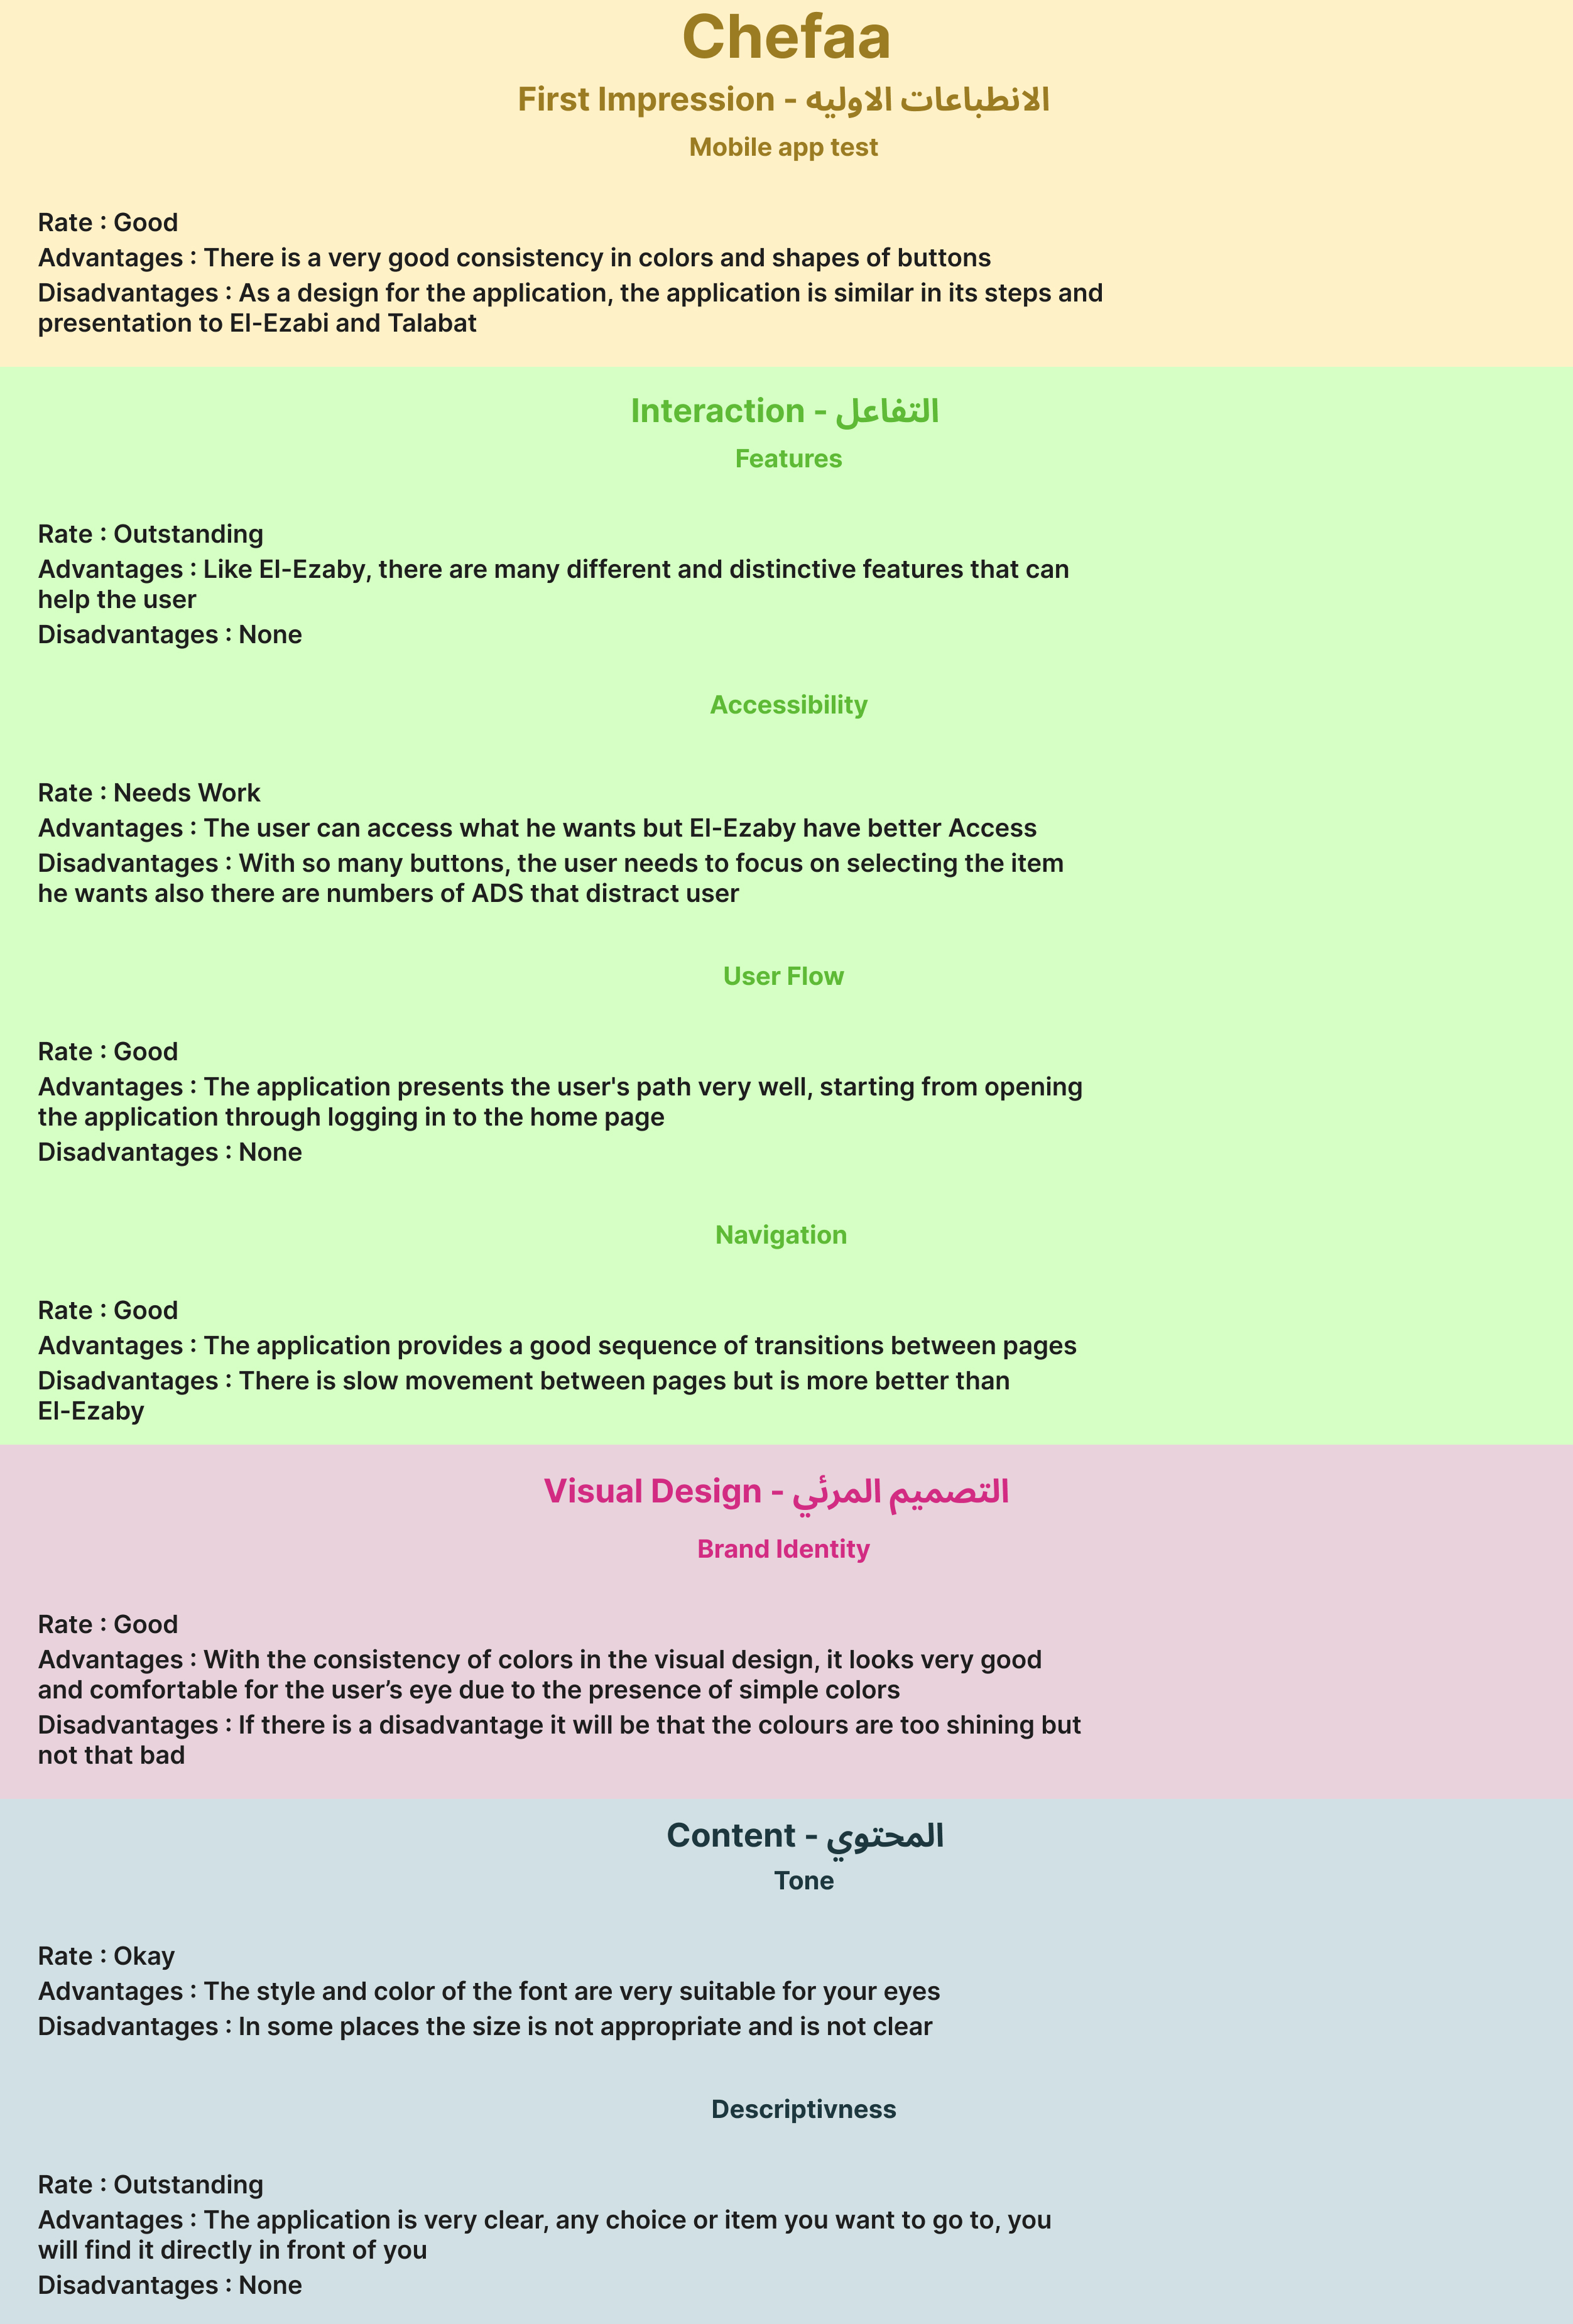 Chefaa
First Impression - الانطباعات الاوليه
Mobile app test
Rate : Good
Advantages : There is a very good consistency in colors and shapes of buttons
Disadvantages : As a design for the application, the application is similar in its steps and
presentation to El-Ezabi and Talabat
Interaction - التفاعل
Features
Rate : Outstanding
Advantages : Like El-Ezaby, there are many different and distinctive features that can
help the user
Disadvantages : None
Accessibility
Rate : Needs Work
Advantages : The user can access what he wants but El-Ezaby have better Access
Disadvantages : With so many buttons, the user needs to focus on selecting the item
he wants also there are numbers of ADS that distract user
User Flow
Rate : Good
Advantages : The application presents the user's path very well, starting from opening
the application through logging in to the home page
Disadvantages : None
Navigation
Rate : Good
Advantages : The application provides a good sequence of transitions between pages
Disadvantages : There is slow movement between pages but is more better than
El-Ezaby
Visual Design - التصميم المرئي
Brand Identity
Rate : Good
Advantages : With the consistency of colors in the visual design, it looks very good
and comfortable for the user’s eye due to the presence of simple colors
Disadvantages : If there is a disadvantage it will be that the colours are too shining but
not that bad
Content - المحتوي
Tone
Rate : Okay
Advantages : The style and color of the font are very suitable for your eyes
Disadvantages : In some places the size is not appropriate and is not clear
Descriptivness
Rate : Outstanding
Advantages : The application is very clear, any choice or item you want to go to, you
will find it directly in front of you
Disadvantages : None